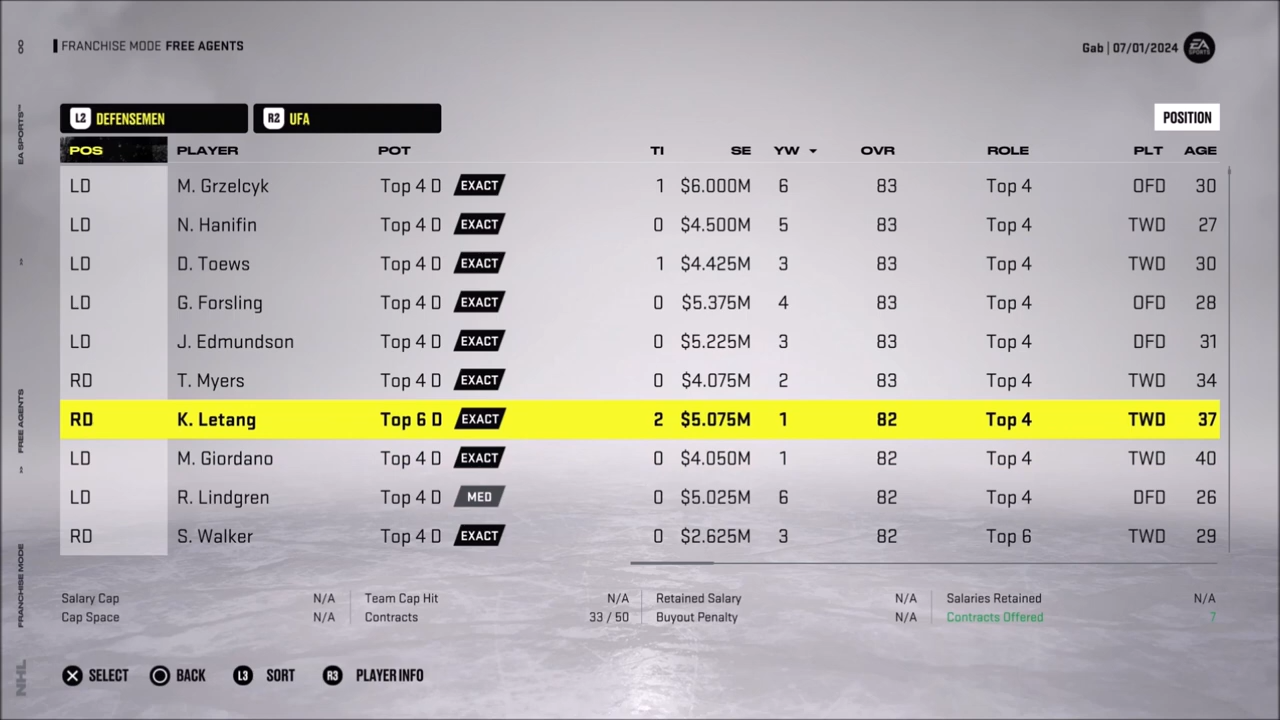 FRANCHISE MODE FREE AGENTS
Gab | 07/01/2024
EA SPORTS
L2 DEFENSEMEN R2 UFA POSITION
POS PLAYER POT TI SE YW OVR ROLE PLT AGE
LD M. Grzelcyk Top 4 D EXACT 1 $6.000M 6 83 Top 4 OFD 30
LD N. Hanifin Top 4 D EXACT 0 $4.500M 5 83 Top 4 TWD 27
LD D. Toews Top 4 D EXACT 1 $4.425M 3 83 Top 4 TWD 30
LD G. Forsling Top 4 D EXACT 0 $5.375M 4 83 Top 4 OFD 28
LD J. Edmundson Top 4 D EXACT 0 $5.225M 3 83 Top 4 DFD 31
RD T. Myers Top 4 D EXACT 0 $4.075M 2 83 Top 4 TWD 34
RD K. Letang Top 6 D EXACT 2 $5.075M 1 82 Top 4 TWD 37
LD M. Giordano Top 4 D EXACT 0 $4.050M 1 82 Top 4 TWD 40
LD R. Lindgren Top 4 D MED 0 $5.025M 6 82 Top 4 DFD 26
RD S. Walker Top 4 D EXACT 0 $2.625M 3 82 Top 6 TWD 29
Salary Cap N/A Team Cap Hit N/A Retained Salary N/A Salaries Retained N/A
Cap Space N/A Contracts 33 / 50 Buyout Penalty N/A Contracts Offered 7
SELECT BACK L3 SORT R3 PLAYER INFO
NHL
FRANCHISE MODE
FREE AGENTS
EA SPORTS™